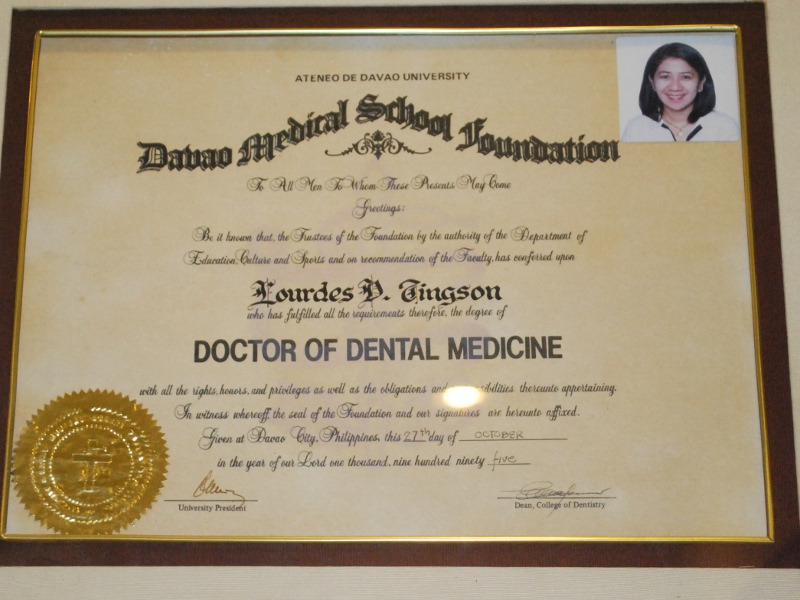 ATENEO DE DAVAO UNIVERSITY
Davao Medical School Foundation
To All Men To Whom These Presents May Come
Greetings:
Be it known that, the Trustees of the Foundation by the authority of the Department of
Education, Culture and Sports and on recommendation of the Faculty, has conferred upon
Lourdes D. Tingson
who has fulfilled all the requirements therefore, the degree of
DOCTOR OF DENTAL MEDICINE
with all the rights, honors, and privileges as well as the obligations and thereunto appertaining.
In witness whereoff, the seal of the Foundation and our signatures are hereunto affixed.
Given at Davao City, Philippines, this 27th day of OCTOBER
in the year of our Lord one thousand, nine hundred ninety five
University President
Dean, College of Dentistry